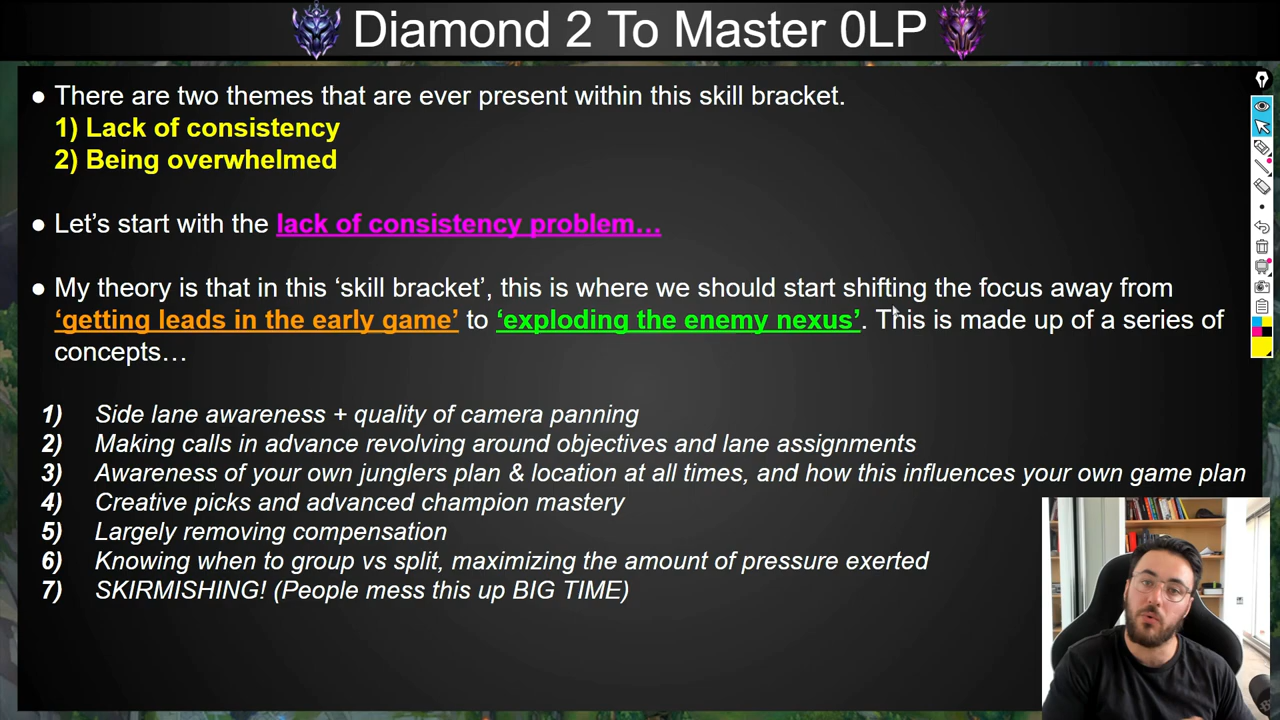 Diamond 2 To Master 0LP
● There are two themes that are ever present within this skill bracket.
1) Lack of consistency
2) Being overwhelmed
● Let’s start with the lack of consistency problem…
● My theory is that in this ‘skill bracket’, this is where we should start shifting the focus away from
‘getting leads in the early game’ to ‘exploding the enemy nexus’. This is made up of a series of
concepts…
1) Side lane awareness + quality of camera panning
2) Making calls in advance revolving around objectives and lane assignments
3) Awareness of your own junglers plan & location at all times, and how this influences your own game plan
4) Creative picks and advanced champion mastery
5) Largely removing compensation
6) Knowing when to group vs split, maximizing the amount of pressure exerted
7) SKIRMISHING! (People mess this up BIG TIME)